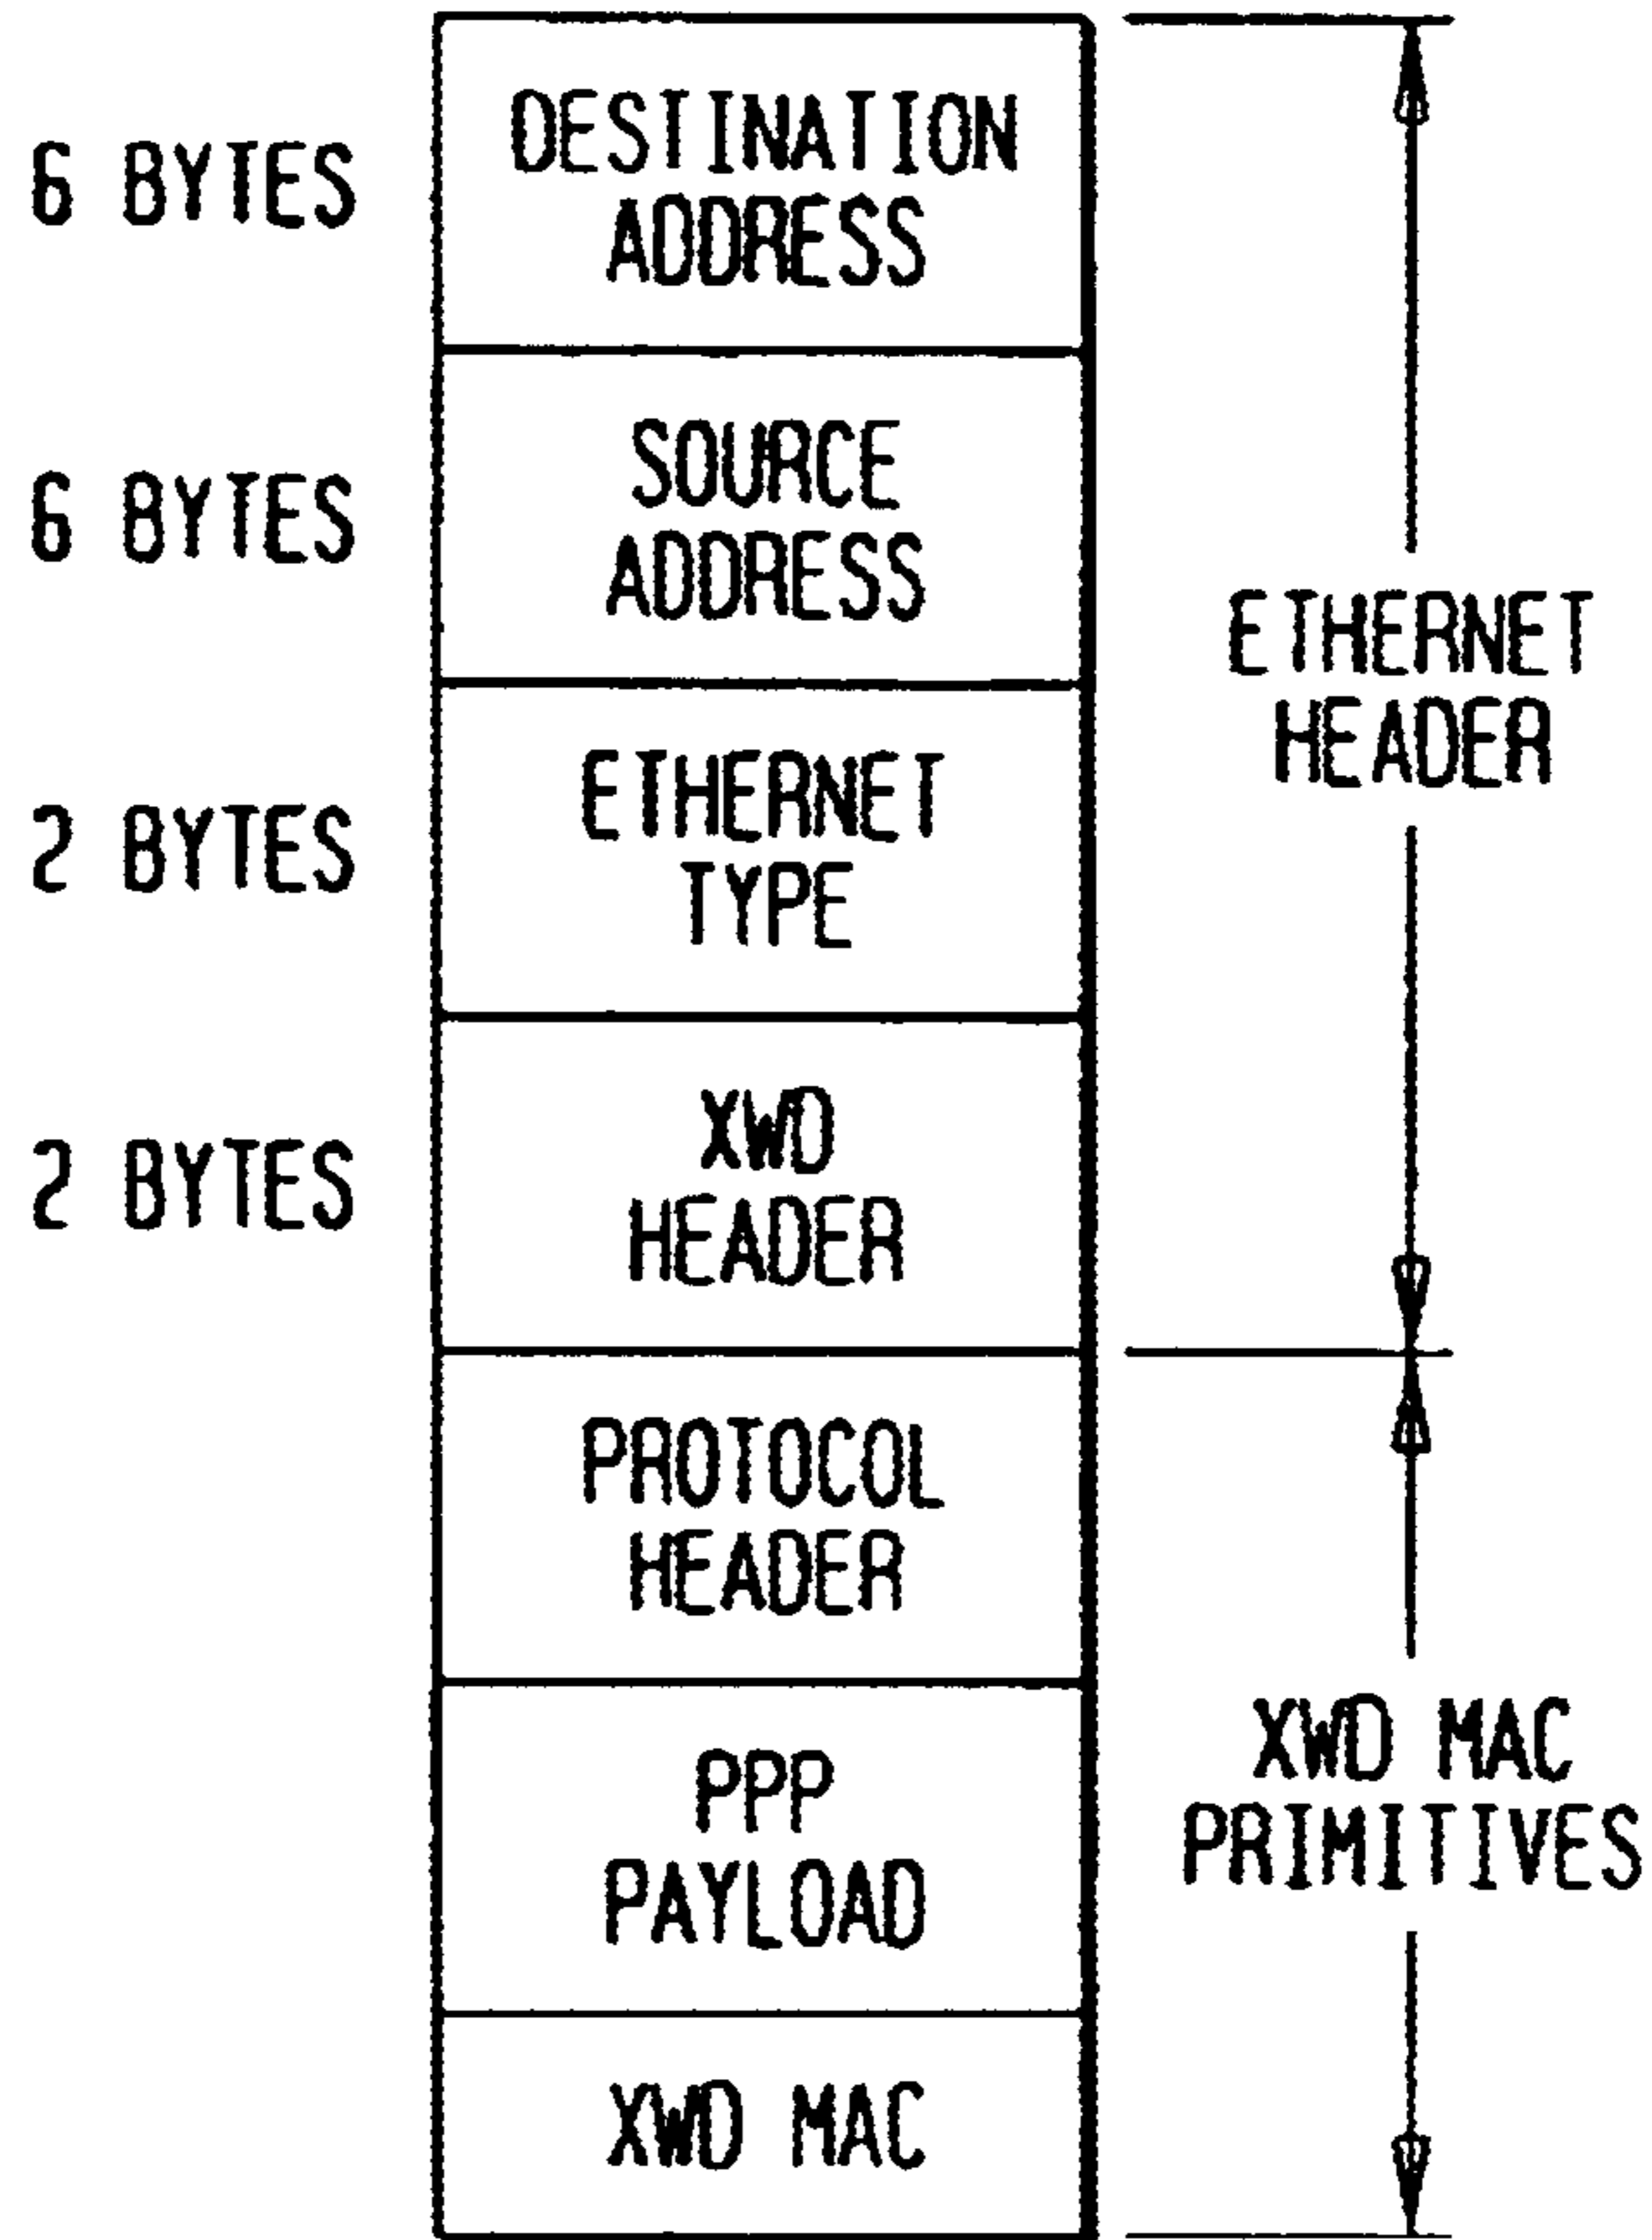 6 BYTES
DESTINATION
ADDRESS
6 BYTES
SOURCE
ADDRESS
ETHERNET
HEADER
2 BYTES
ETHERNET
TYPE
2 BYTES
XWD
HEADER
PROTOCOL
HEADER
PPP
PAYLOAD
XWD MAC
PRIMITIVES
XWD MAC